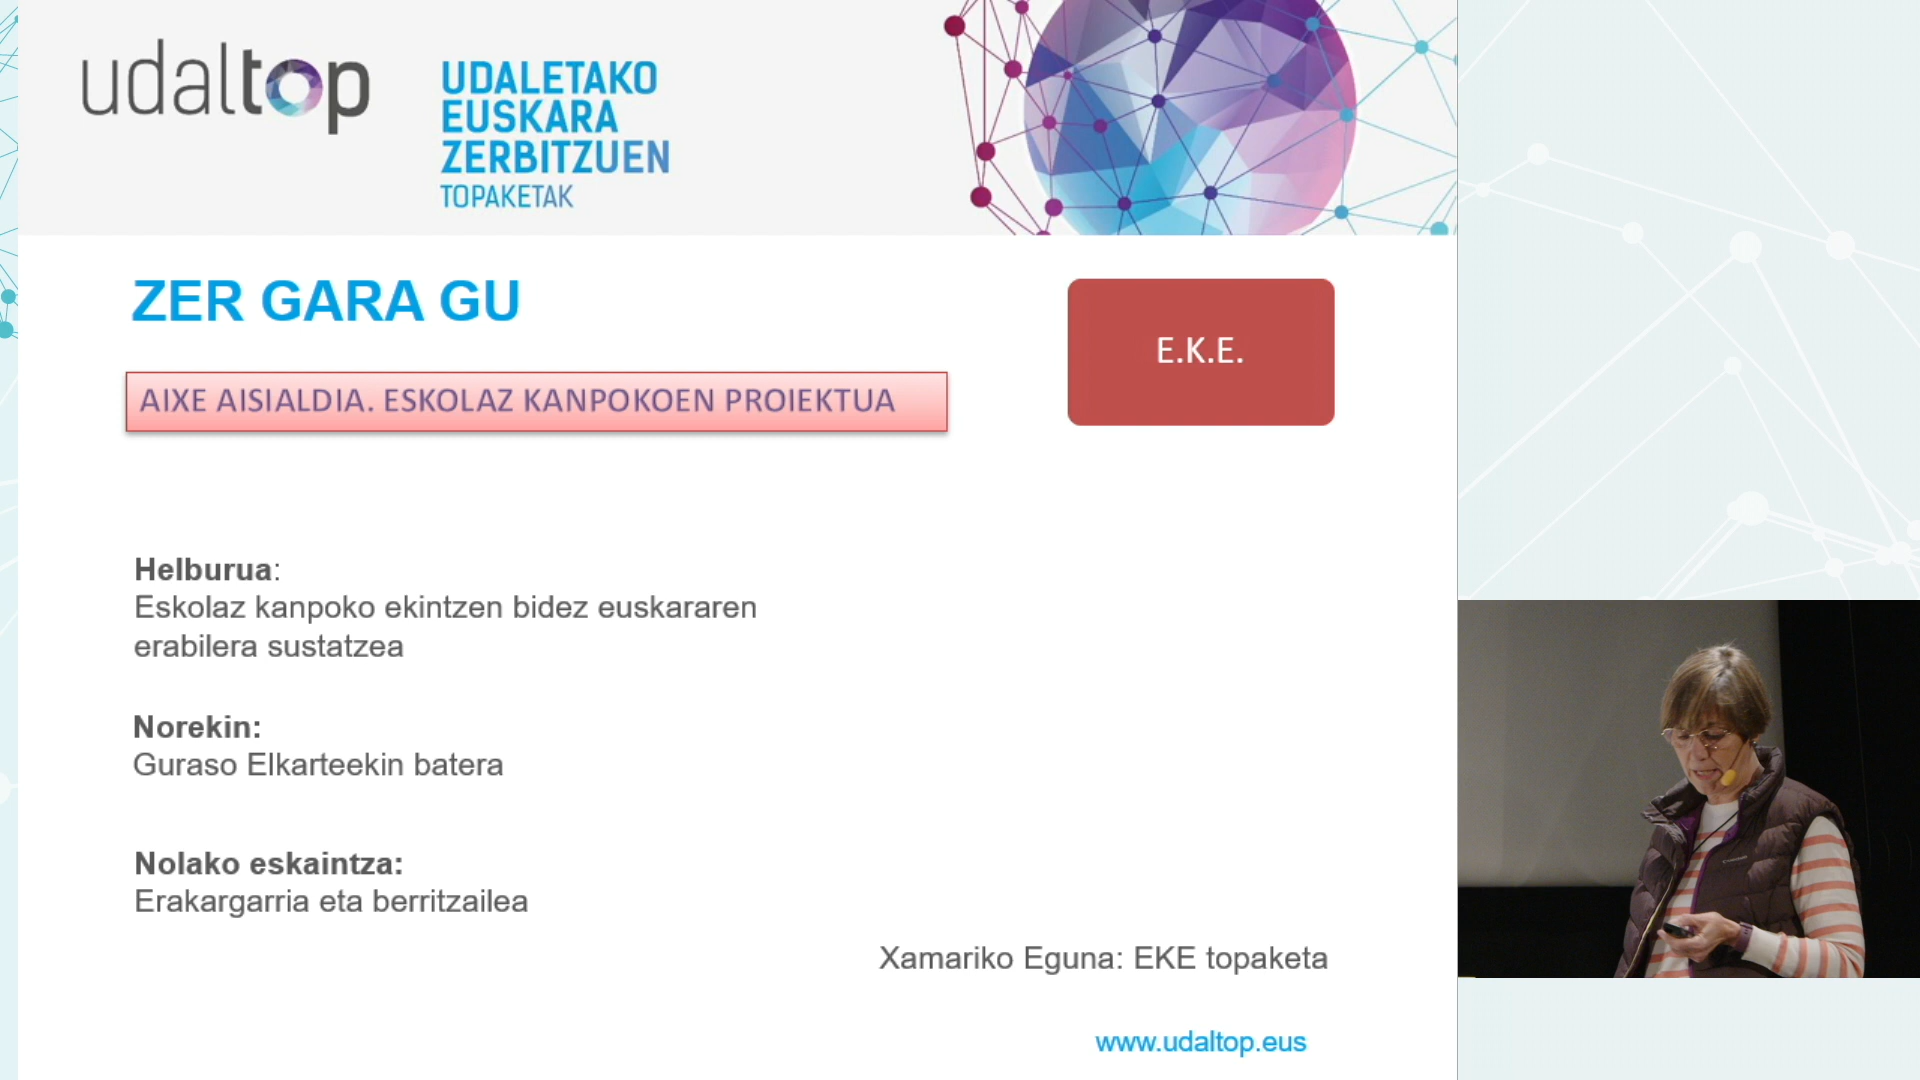 udaltop
UDALETAKO
EUSKARA
ZERBITZUEN
TOPAKETAK
ZER GARA GU
E.K.E.
AIXE AISIALDIA. ESKOLAZ KANPOKOEN PROIEKTUA
Helburua:
Eskolaz kanpoko ekintzen bidez euskararen
erabilera sustatzea
Norekin:
Guraso Elkarteekin batera
Nolako eskaintza:
Erakargarria eta berritzailea
Xamariko Eguna: EKE topaketa
www.udaltop.eus